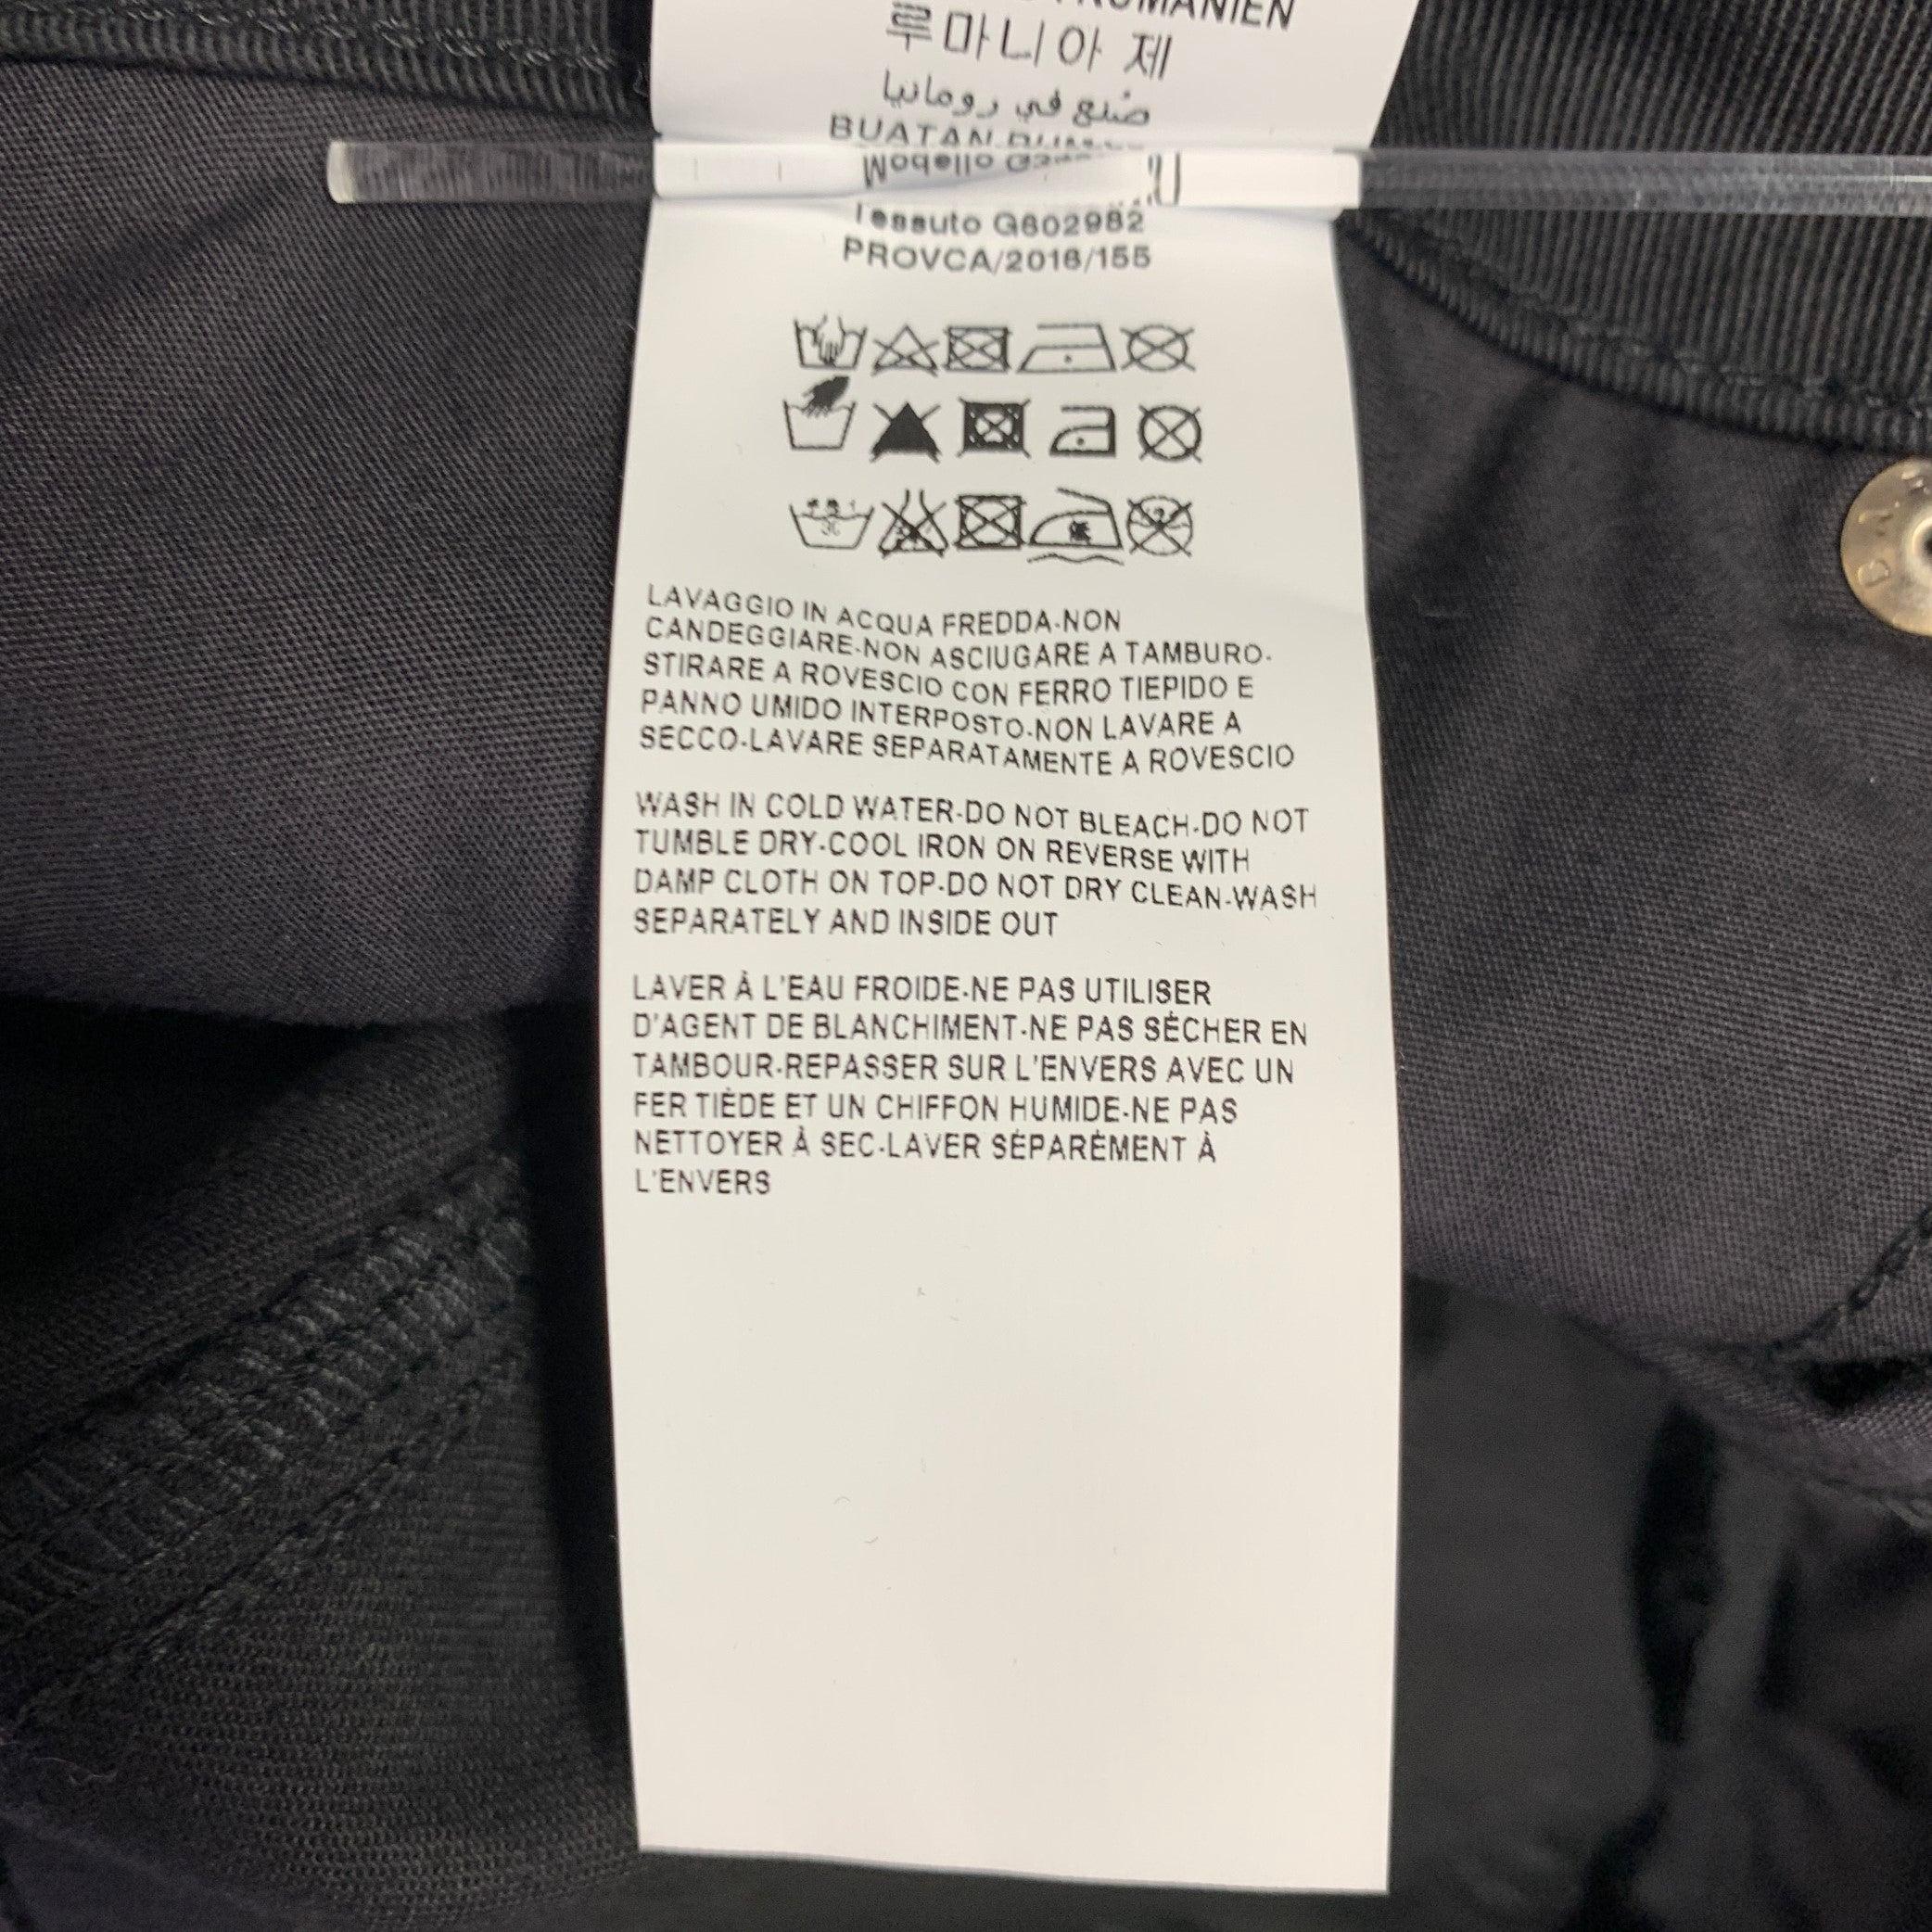 루마니아 제
صنع في رومانيا
BUATAN
Modello
Tessuto G602982
PROVCA/2016/155
LAVAGGIO IN ACQUA FREDDA-NON
CANDEGGIARE-NON ASCIUGARE A TAMBURO-
STIRARE A ROVESCIO CON FERRO TIEPIDO E
PANNO UMIDO INTERPOSTO-NON LAVARE A
SECCO-LAVARE SEPARATAMENTE A ROVESCIO
WASH IN COLD WATER-DO NOT BLEACH-DO NOT
TUMBLE DRY-COOL IRON ON REVERSE WITH
DAMP CLOTH ON TOP-DO NOT DRY CLEAN-WASH
SEPARATELY AND INSIDE OUT
LAVER À L'EAU FROIDE-NE PAS UTILISER
D'AGENT DE BLANCHIMENT-NE PAS SÉCHER EN
TAMBOUR-REPASSER SUR L'ENVERS AVEC UN
FER TIÈDE ET UN CHIFFON HUMIDE-NE PAS
NETTOYER À SEC-LAVER SÉPARÉMENT À
L'ENVERS